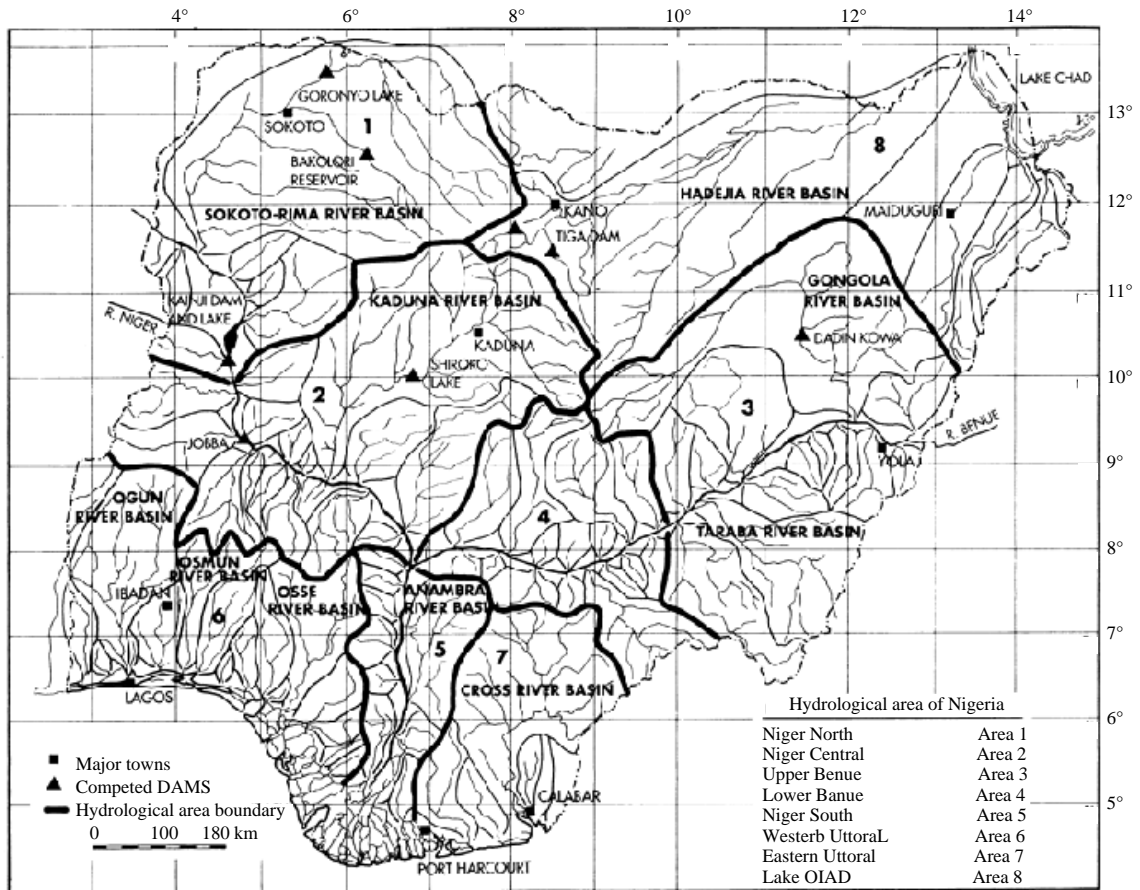 4° 6° 8° 10° 12° 14°
LAKE CHAD
GORONYO LAKE
13°
SOKOTO
1
8
BAKOLORI
RESERVOIR
HADEJIA RIVER BASIN
12°
KANO
MAIDUGURI
SOKOTO-RIMA RIVER BASIN
TIGA DAM
GONGOLA
RIVER BASIN
KAINJI DAM
AND LAKE
KADUNA RIVER BASIN
11°
R. NIGER
KADUNA
DADIN KOWA
SHIRORO
LAKE
10°
2
3
JOBBA
R. BENUE
YOLA
9°
OGUN
RIVER BASIN
4
TARABA RIVER BASIN
8°
OSMUN
RIVER BASIN
OSSE
RIVER BASIN
ANAMBRA
RIVER BASIN
IBADAN
6
7°
5
7
CROSS RIVER BASIN
LAGOS
Hydrological area of Nigeria
6°
Niger North Area 1
Niger Central Area 2
Upper Benue Area 3
Lower Banue Area 4
Niger South Area 5
Westerb UttoraL Area 6
Eastern Uttoral Area 7
Lake OIAD Area 8
Major towns
Competed DAMS
Hydrological area boundary
0 100 180 km
CALABAR
5°
PORT HARCOURT